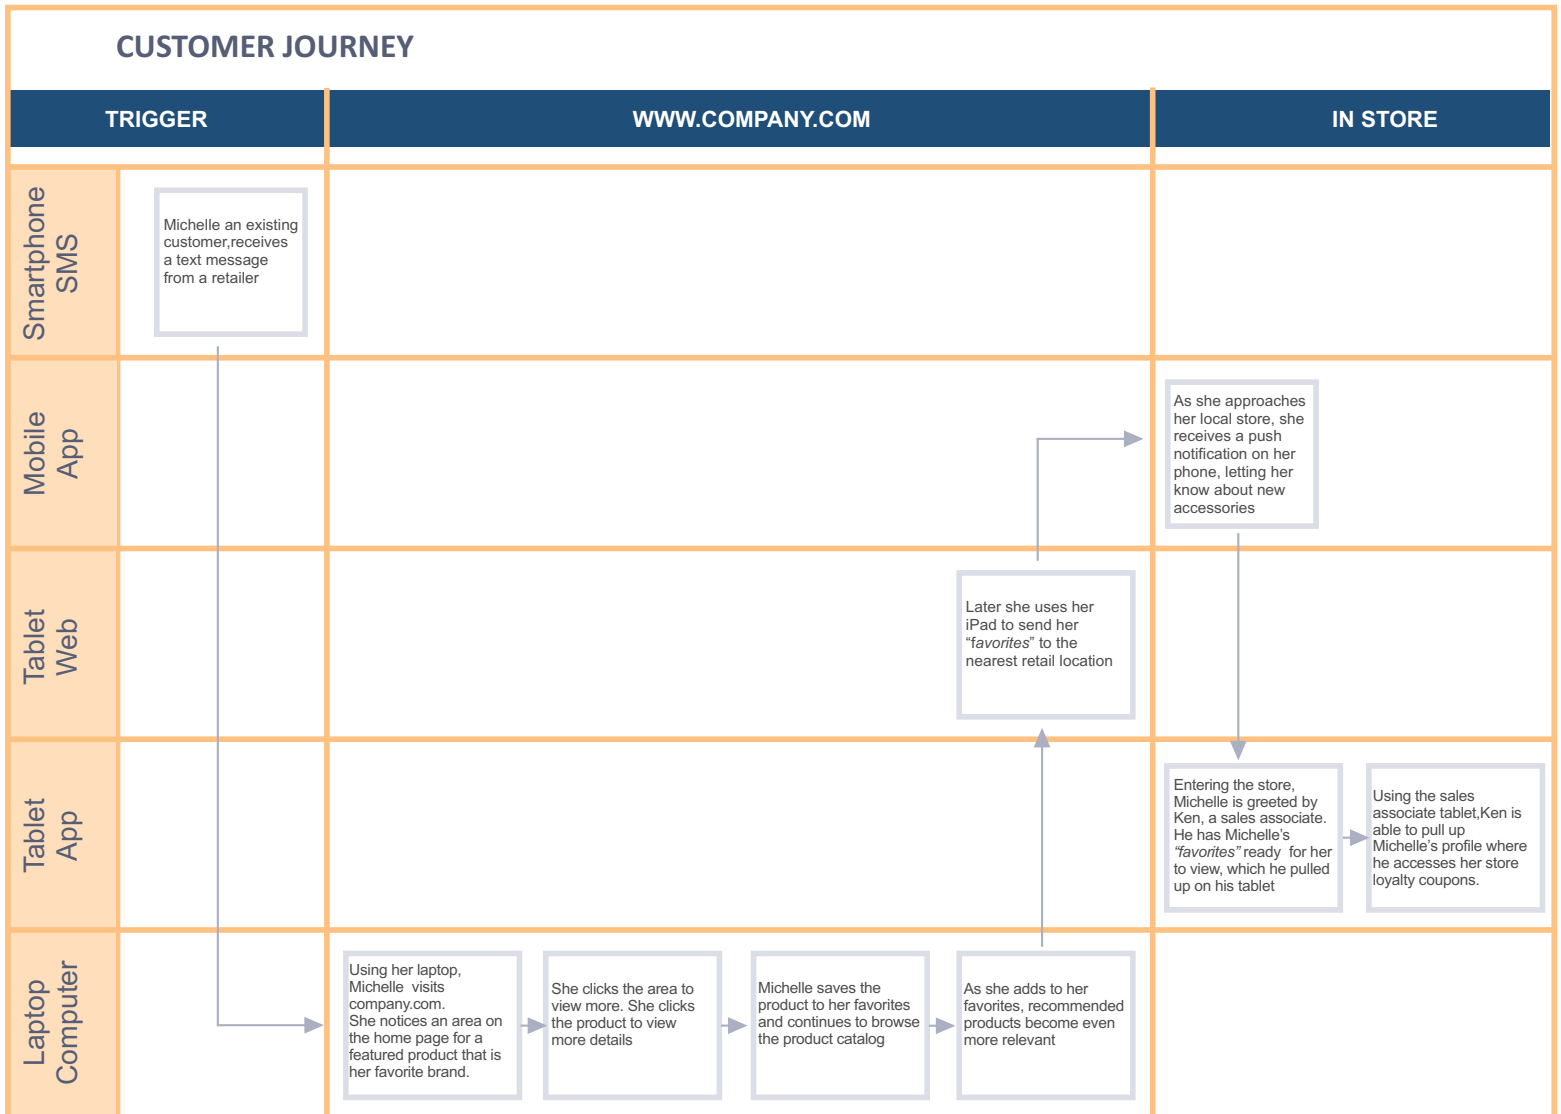 CUSTOMER JOURNEY
TRIGGER
WWW.COMPANY.COM
IN STORE
Smartphone
SMS
Michelle an existing
customer,receives
a text message
from a retailer
Mobile
App
As she approaches
her local store, she
receives a push
notification on her
phone, letting her
know about new
accessories
Tablet
Web
Later she uses her
iPad to send her
“favorites” to the
nearest retail location
Tablet
App
Entering the store,
Michelle is greeted by
Ken, a sales associate.
He has Michelle’s
“favorites” ready for her
to view, which he pulled
up on his tablet
Using the sales
associate tablet,Ken is
able to pull up
Michelle’s profile where
he accesses her store
loyalty coupons.
Laptop
Computer
Using her laptop,
Michelle visits
company.com.
She notices an area on
the home page for a
featured product that is
her favorite brand.
She clicks the area to
view more. She clicks
the product to view
more details
Michelle saves the
product to her favorites
and continues to browse
the product catalog
As she adds to her
favorites, recommended
products become even
more relevant